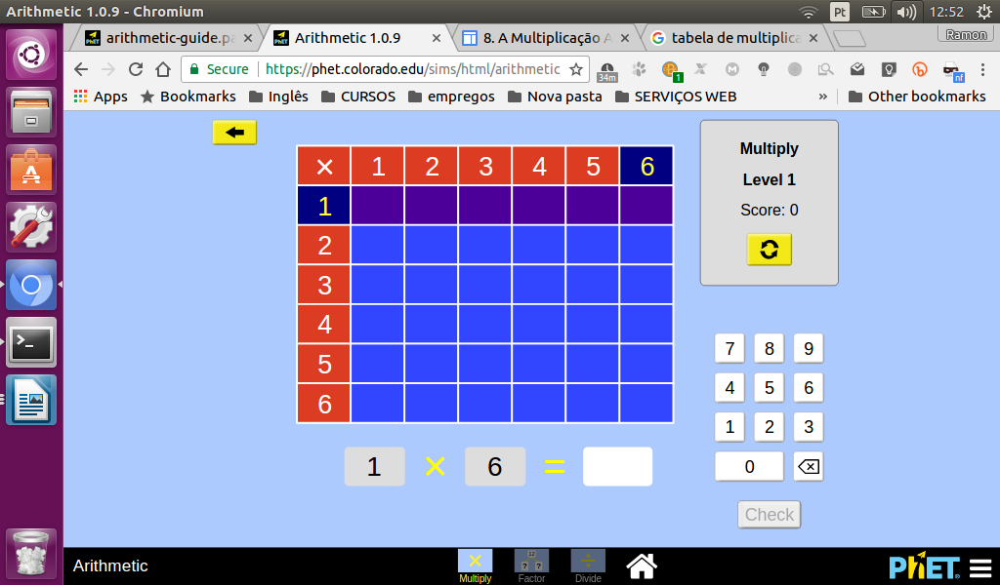 Arithmetic 1.0.9 - Chromium
Pt
12:52
arithmetic-guide.pa
Arithmetic 1.0.9
8. A Multiplicação A
tabela de multiplica
Ramon
Secure
https://phet.colorado.edu/sims/html/arithmetic
34m
1
nf
Apps
Bookmarks
Inglês
CURSOS
empregos
Nova pasta
SERVIÇOS WEB
»
Other bookmarks
× 1 2 3 4 5 6
1
2
3
4
5
6
1 × 6 =
Multiply
Level 1
Score: 0
7 8 9
4 5 6
1 2 3
0
Check
Arithmetic
Multiply
Factor
Divide
PhET